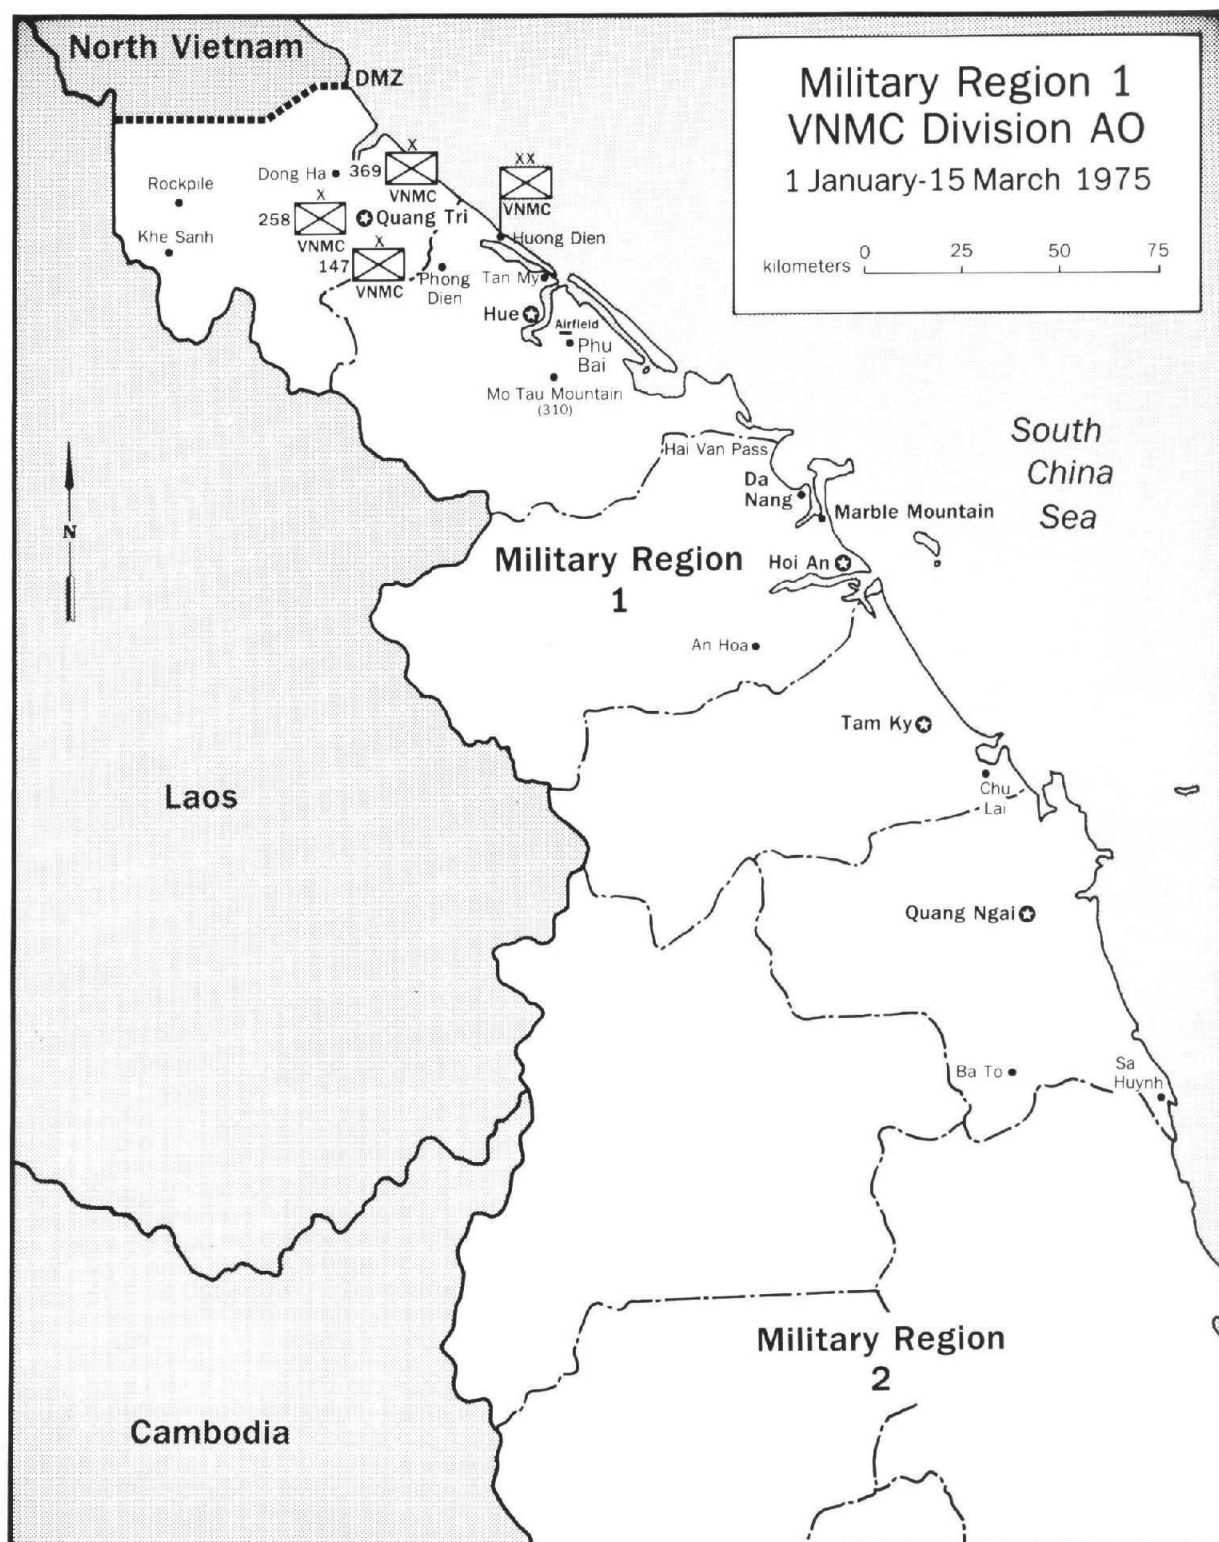 North Vietnam
DMZ
Military Region 1
VNMC Division AO
1 January-15 March 1975
kilometers 0 25 50 75
Dong Ha
369
X
VNMC
XX
VNMC
Rockpile
258
X
VNMC
Quang Tri
Khe Sanh
147
X
VNMC
Huong Dien
Phong
Dien
Tan My
Hue
Airfield
Phu
Bai
Mo Tau Mountain
(310)
Hai Van Pass
South
China
Sea
Da
Nang
Marble Mountain
N
Military Region
1
Hoi An
An Hoa
Tam Ky
Laos
Chu
Lai
Quang Ngai
Ba To
Sa
Huynh
Military Region
2
Cambodia